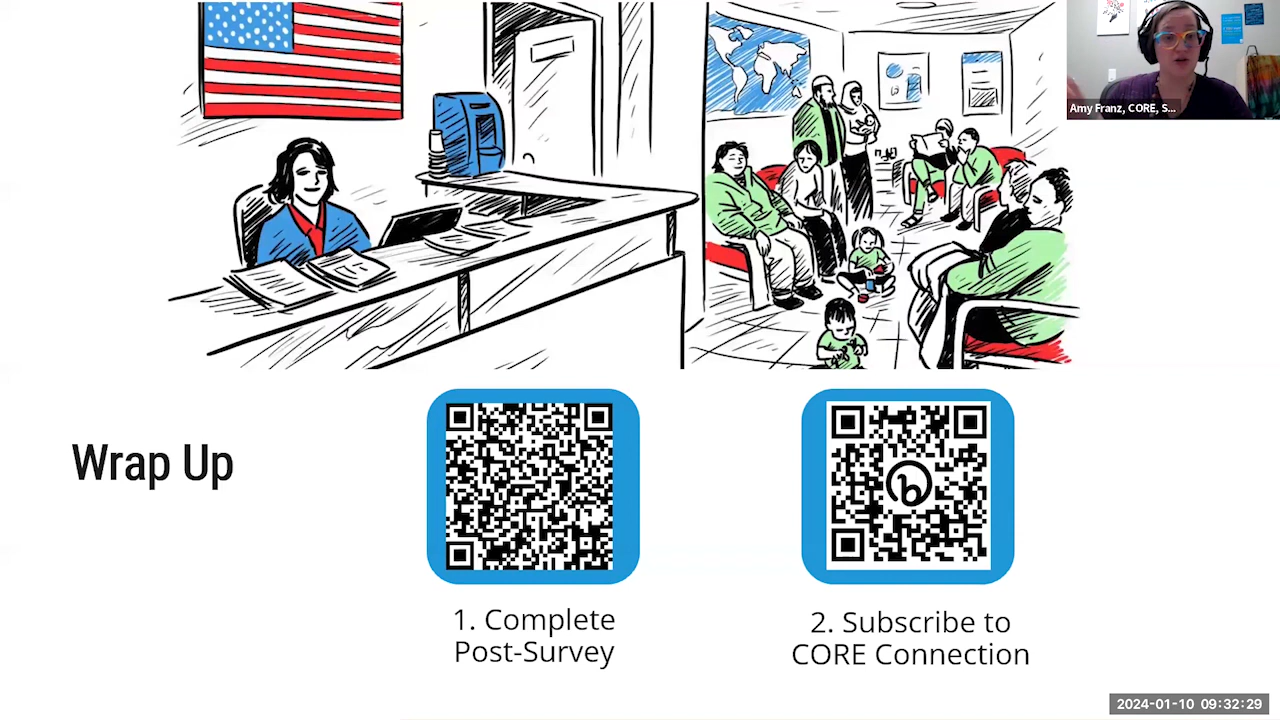 Amy Franz, CORE, S...
Wrap Up
1. Complete
Post-Survey
2. Subscribe to
CORE Connection
2024-01-10 09:32:29